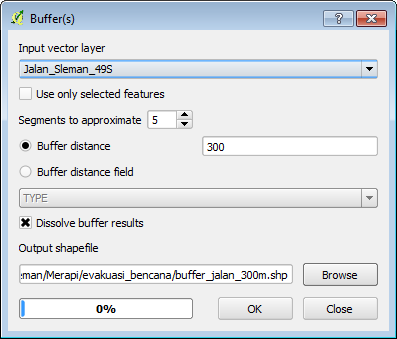 Buffer(s)
Input vector layer
Jalan_Sleman_49S
Use only selected features
Segments to approximate 5
Buffer distance 300
Buffer distance field
TYPE
Dissolve buffer results
Output shapefile
:man/Merapi/evakuasi_bencana/buffer_jalan_300m.shp Browse
0% OK Close